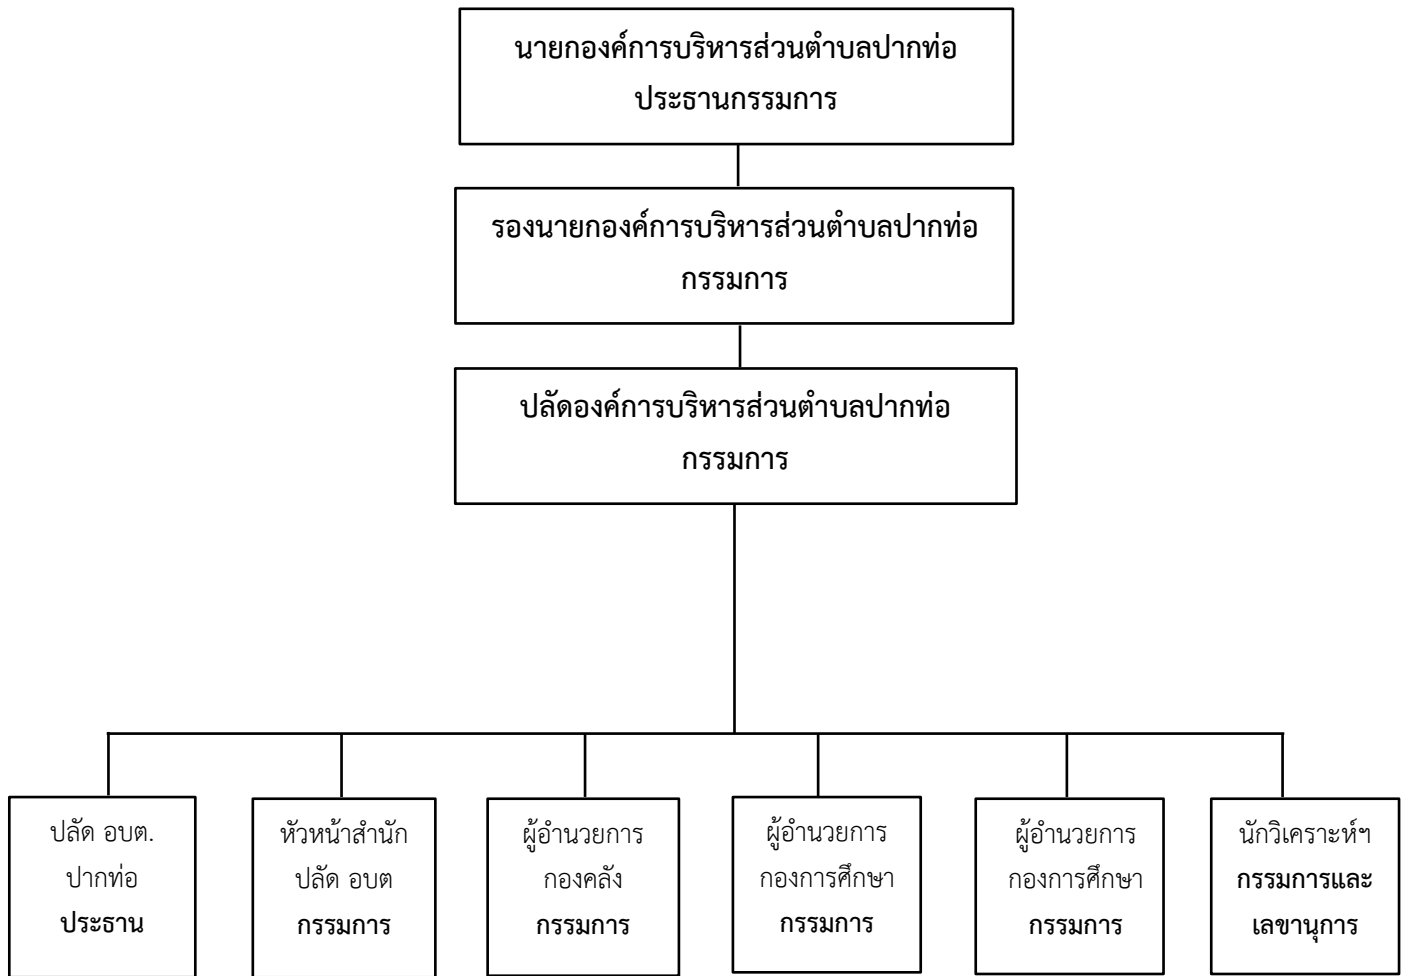 นายกองค์การบริหารส่วนตำบลปากท่อ
ประธานกรรมการ
รองนายกองค์การบริหารส่วนตำบลปากท่อ
กรรมการ
ปลัดองค์การบริหารส่วนตำบลปากท่อ
กรรมการ
ปลัด อบต.
ปากท่อ
ประธาน
หัวหน้าสำนัก
ปลัด อบต
กรรมการ
ผู้อำนวยการ
กองคลัง
กรรมการ
ผู้อำนวยการ
กองการศึกษา
กรรมการ
ผู้อำนวยการ
กองการศึกษา
กรรมการ
นักวิเคราะห์ฯ
กรรมการและ
เลขานุการ